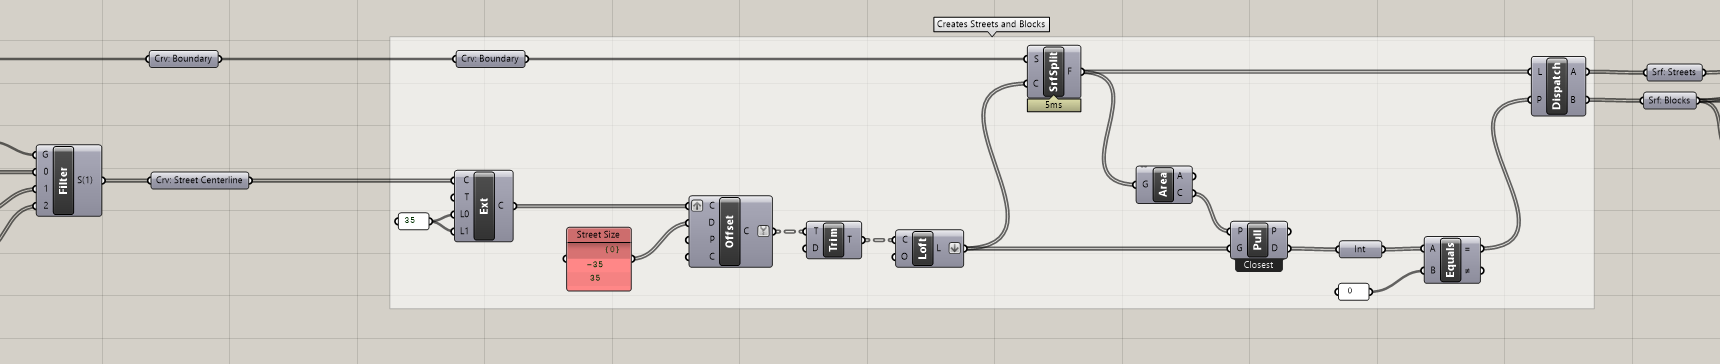 Creates Streets and Blocks
Crv: Boundary
Crv: Boundary
S
C
SrfSplit
F
5ms
L
P
Dispatch
A
B
Srf: Streets
Srf: Blocks
G
0
1
2
Filter
S(1)
Crv: Street Centerline
35
C
T
L0
L1
Ext
C
Street Size
{0}
-35
35
C
D
P
C
Offset
C
T
D
Trim
T
C
O
Loft
L
G
Area
A
C
P
G
Pull
P
D
Closest
Int
0
A
B
Equals
=
≠